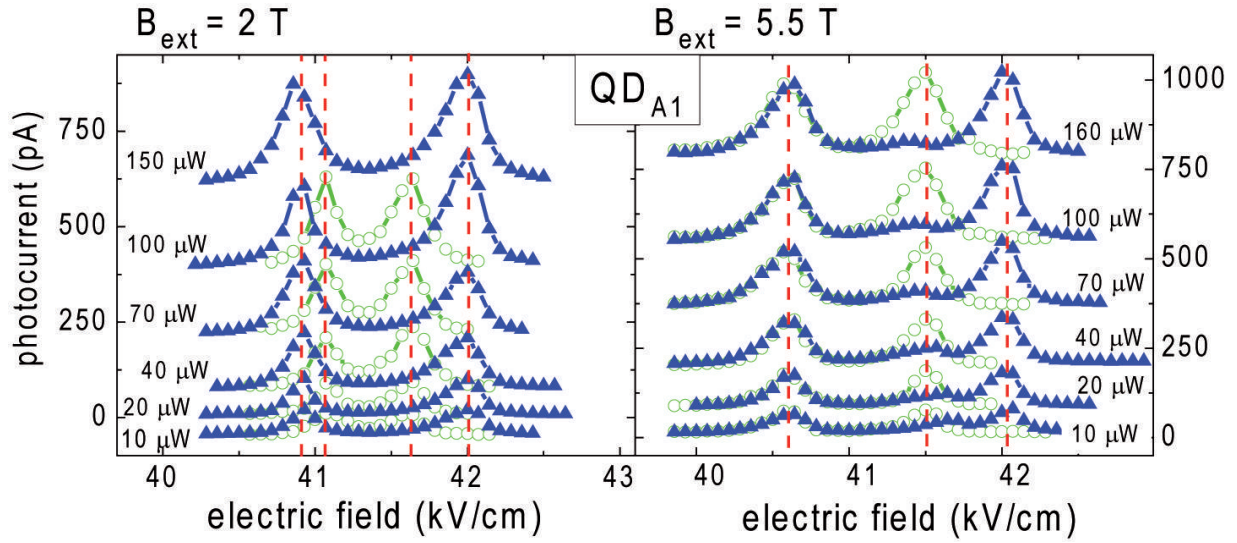 B_ext = 2 T
B_ext = 5.5 T
QD_A1
photocurrent (pA)
750
500
250
0
150 μW
100 μW
70 μW
40 μW
20 μW
10 μW
40 41 42 43
electric field (kV/cm)
1000
750
500
250
0
160 μW
100 μW
70 μW
40 μW
20 μW
10 μW
40 41 42
electric field (kV/cm)